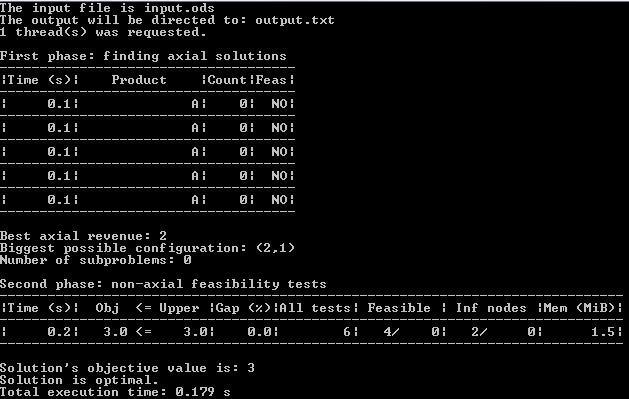 The input file is input.ods
The output will be directed to: output.txt
1 thread(s) was requested.
First phase: finding axial solutions
|Time (s)| Product |Count|Feas|
| 0.1| A| 0| NO|
| 0.1| A| 0| NO|
| 0.1| A| 0| NO|
| 0.1| A| 0| NO|
| 0.1| A| 0| NO|
Best axial revenue: 2
Biggest possible configuration: (2,1)
Number of subproblems: 0
Second phase: non-axial feasibility tests
|Time (s)| Obj <= Upper |Gap (%)|All tests| Feasible | Inf nodes |Mem (MiB)|
| 0.2| 3.0 <= 3.0| 0.0| 6| 4/ 0| 2/ 0| 1.5|
Solution's objective value is: 3
Solution is optimal.
Total execution time: 0.179 s